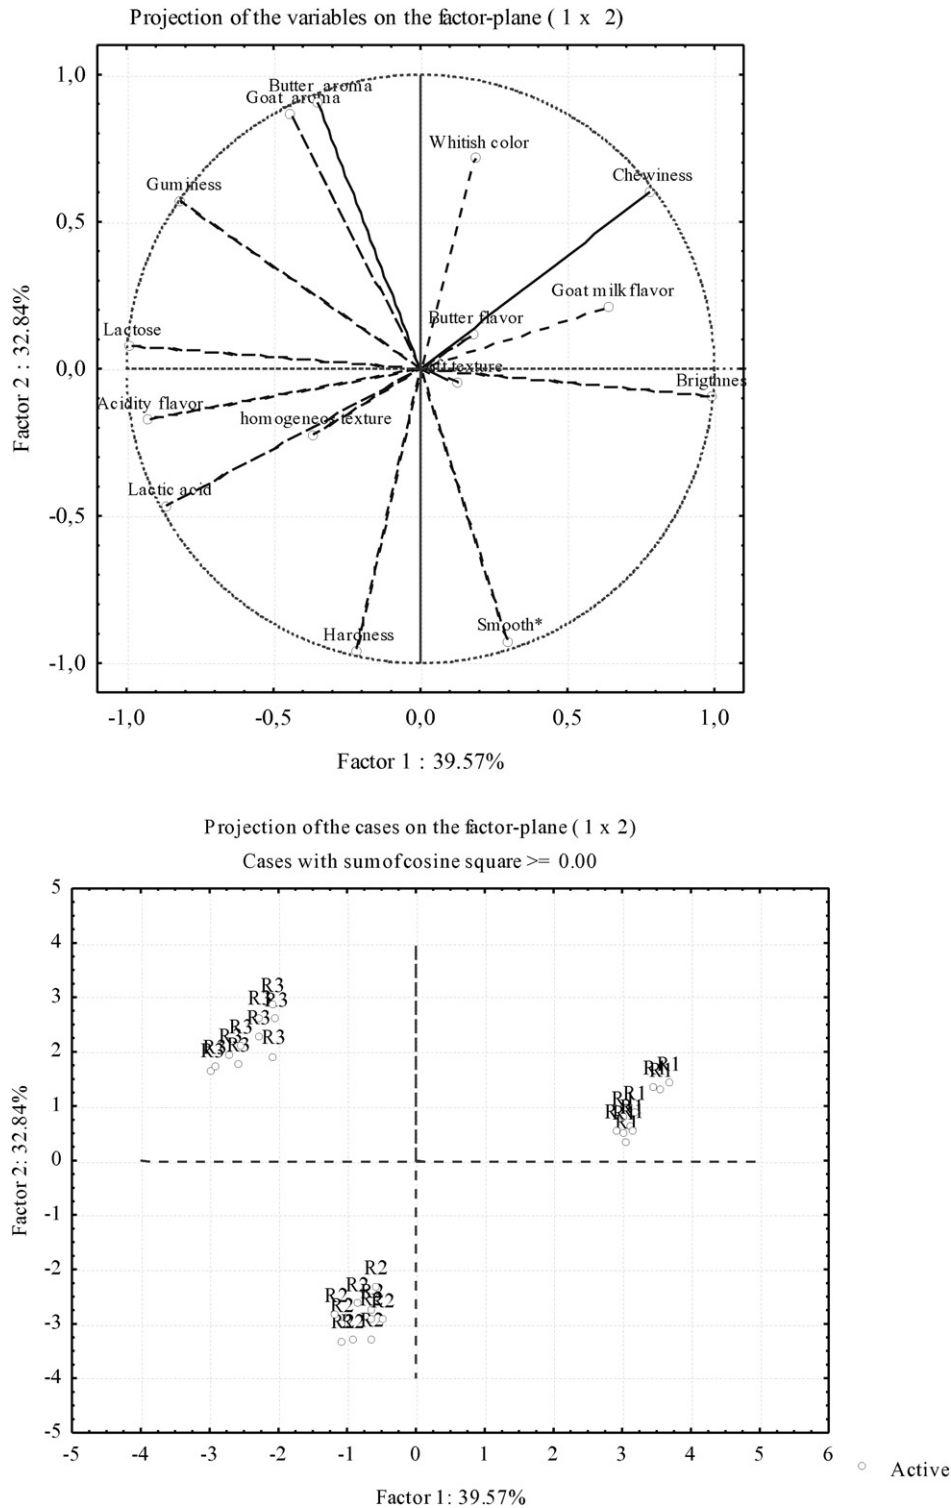 Projection of the variables on the factor-plane ( 1 x 2)
1,0
Butter aroma
Goat aroma
Whitish color
Chewiness
Guminess
0,5
Goat milk flavor
Butter flavor
Lactose
0,0
texture
Brigthnes
Acidity flavor
homogeneos texture
Lactic acid
-0,5
Hardness
Smooth*
-1,0
-1,0 -0,5 0,0 0,5 1,0
Factor 2 : 32.84%
Factor 1 : 39.57%
Projection of the cases on the factor-plane ( 1 x 2)
Cases with sum of cosine square >= 0.00
5
4
3
2
1
0
-1
-2
-3
-4
-5
R3
R3 R3
R3
R3
R3 R3
R3 R3
R3
R1
R1
R1
R1
R1
R1
R1
R2
R2
R2
R2
R2
R2
R2
R2
-5 -4 -3 -2 -1 0 1 2 3 4 5 6
Factor 2: 32.84%
Factor 1: 39.57%
Active